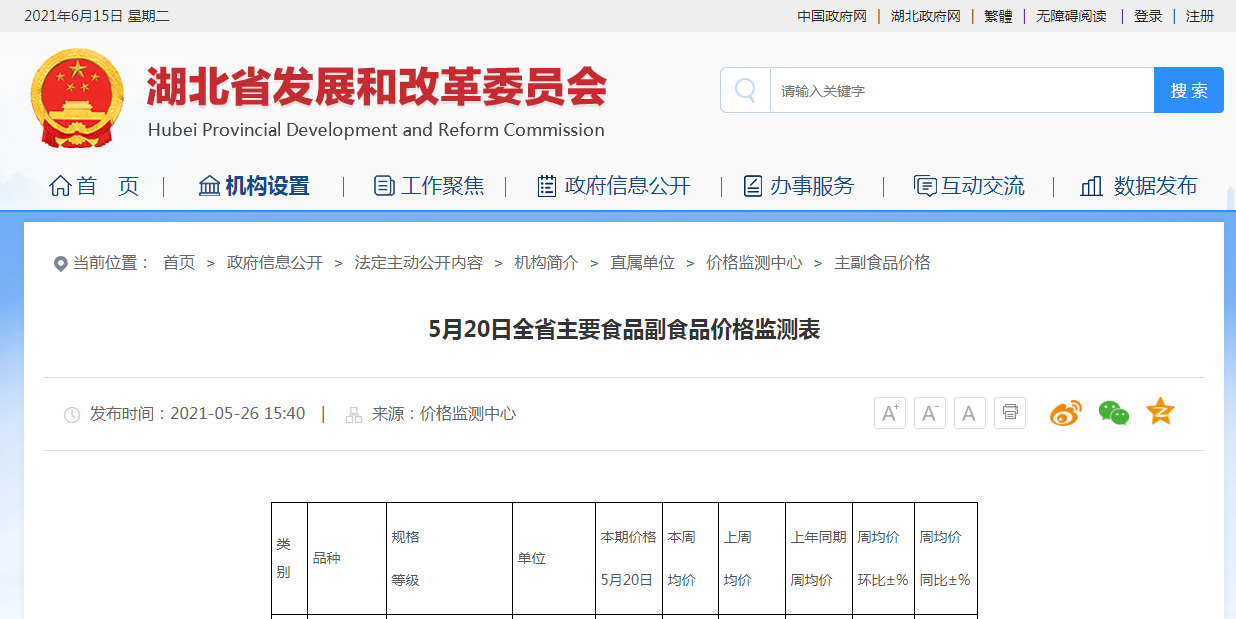 2021年6月15日 星期二
中国政府网 | 湖北政府网 | 繁體 | 无障碍阅读 | 登录 | 注册
湖北省发展和改革委员会
Hubei Provincial Development and Reform Commission
请输入关键字
搜 索
首 页 | 机构设置 | 工作聚焦 | 政府信息公开 | 办事服务 | 互动交流 | 数据发布
当前位置： 首页 > 政府信息公开 > 法定主动公开内容 > 机构简介 > 直属单位 > 价格监测中心 > 主副食品价格
5月20日全省主要食品副食品价格监测表
发布时间：2021-05-26 15:40 | 来源：价格监测中心
A+ A- A
类别 品种 规格 等级 单位 本期价格 5月20日 本周 均价 上周 均价 上年同期 周均价 周均价 环比±% 周均价 同比±%